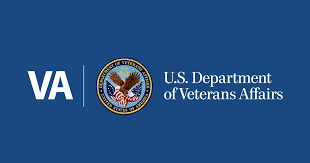 VA
U.S. Department
of Veterans Affairs